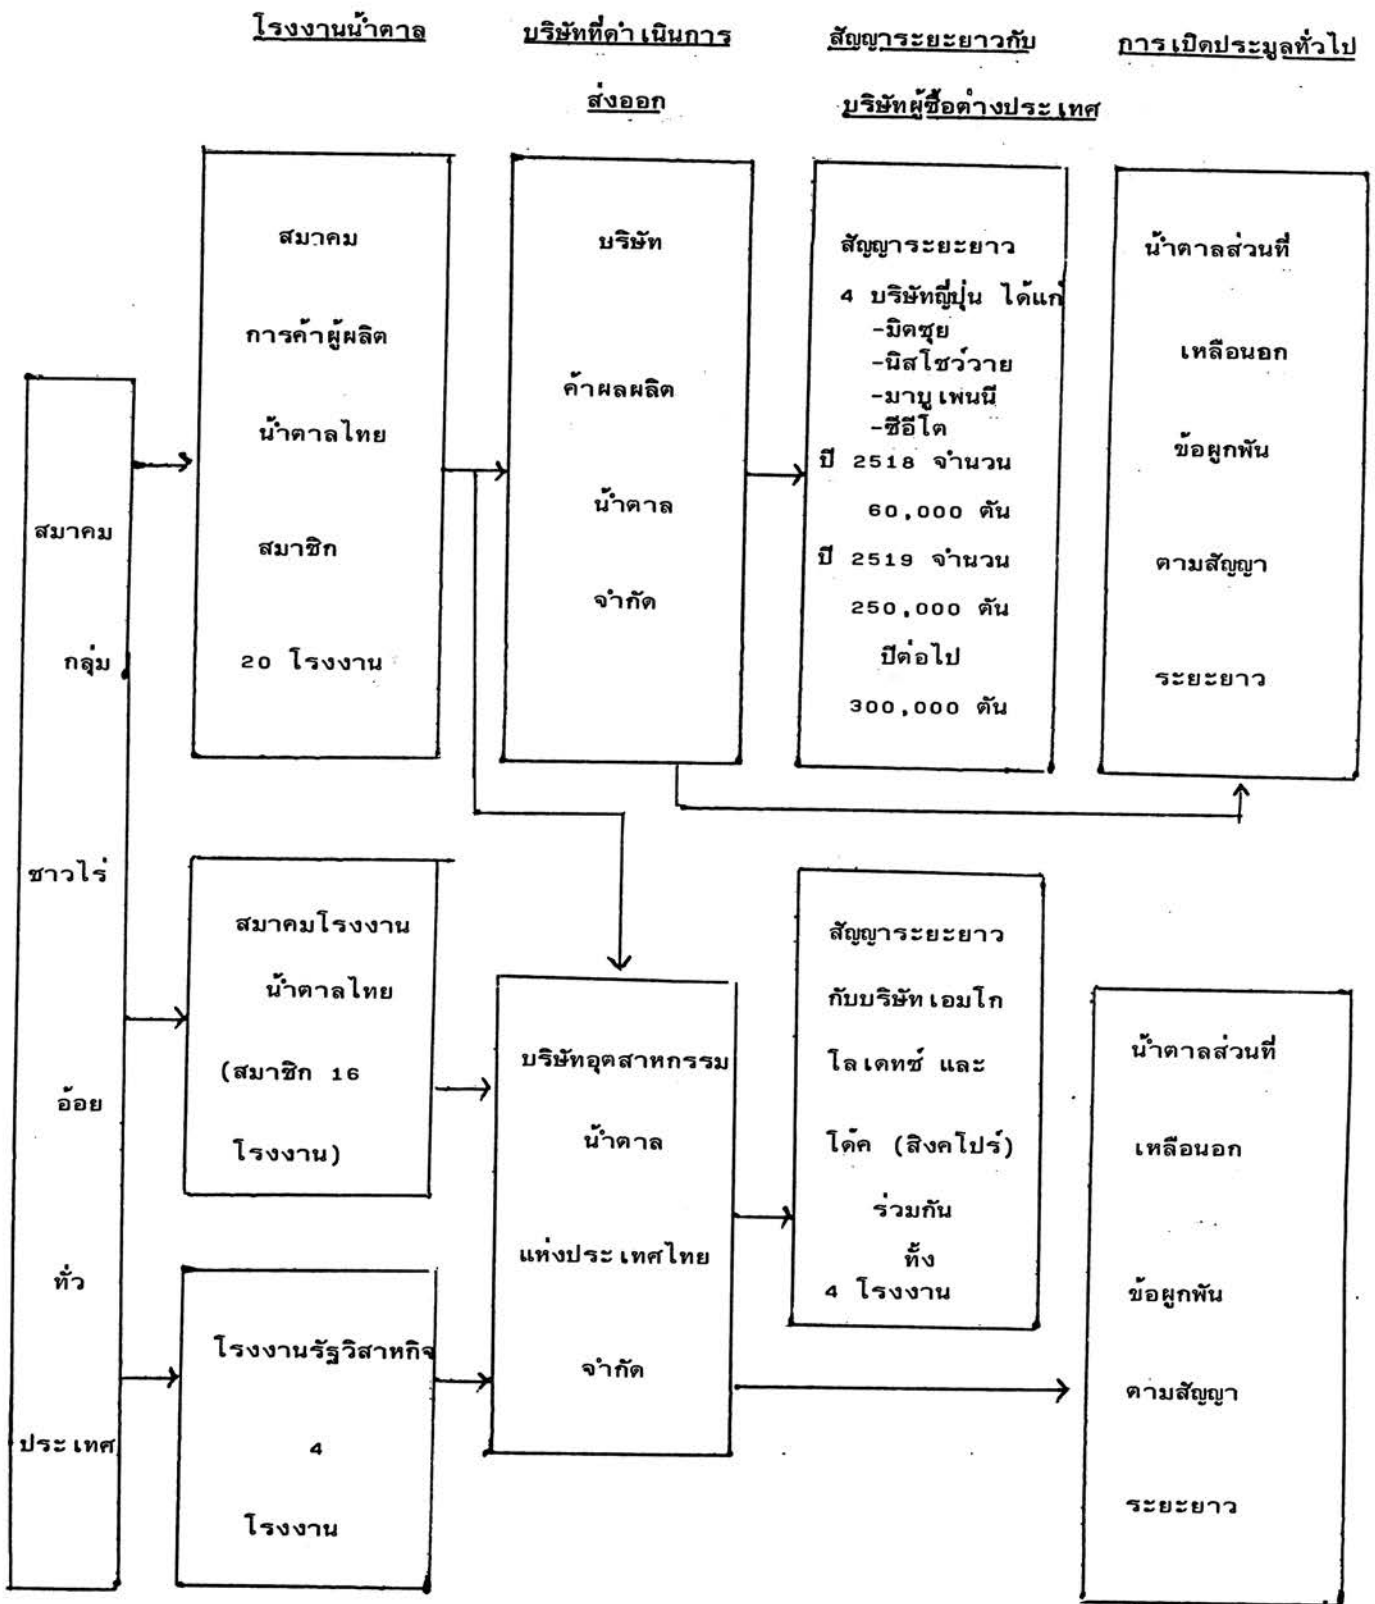 โรงงานน้ำตาล
บริษัทที่ดำเนินการ
ส่งออก
สัญญาระยะยาวกับ
บริษัทผู้ซื้อต่างประเทศ
การเปิดประมูลทั่วไป
สมาคม
กลุ่ม
ชาวไร่
อ้อย
ทั่ว
ประเทศ
สมาคม
การค้าผู้ผลิต
น้ำตาลไทย
สมาชิก
20 โรงงาน
บริษัท
ค้าผลผลิต
น้ำตาล
จำกัด
สัญญาระยะยาว
4 บริษัทญี่ปุ่น ได้แก่
-มิตซุย
-นิสโชว์วาย
-มาบูเพนนี
-ซีอีโต
ปี 2518 จำนวน
60,000 ตัน
ปี 2519 จำนวน
250,000 ตัน
ปีต่อไป
300,000 ตัน
น้ำตาลส่วนที่
เหลือนอก
ข้อผูกพัน
ตามสัญญา
ระยะยาว
สมาคมโรงงาน
น้ำตาลไทย
(สมาชิก 16
โรงงาน)
โรงงานรัฐวิสาหกิจ
4
โรงงาน
บริษัทอุตสาหกรรม
น้ำตาล
แห่งประเทศไทย
จำกัด
สัญญาระยะยาว
กับบริษัทเอมโก
โลเดทซ์ และ
โด๊ค (สิงคโปร์)
ร่วมกัน
ทั้ง
4 โรงงาน
น้ำตาลส่วนที่
เหลือนอก
ข้อผูกพัน
ตามสัญญา
ระยะยาว